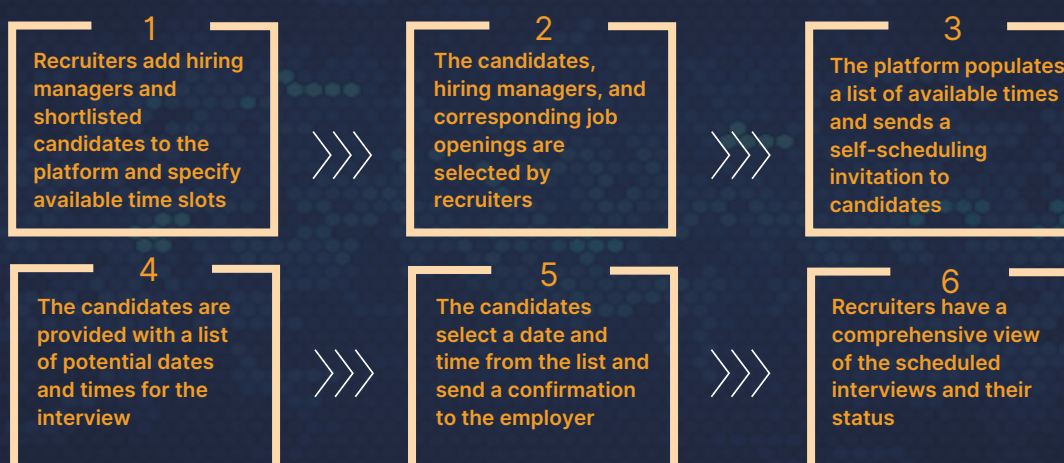 1
Recruiters add hiring
managers and
shortlisted
candidates to the
platform and specify
available time slots
2
The candidates,
hiring managers, and
corresponding job
openings are
selected by
recruiters
3
The platform populates
a list of available times
and sends a
self-scheduling
invitation to
candidates
4
The candidates are
provided with a list
of potential dates
and times for the
interview
5
The candidates
select a date and
time from the list and
send a confirmation
to the employer
6
Recruiters have a
comprehensive view
of the scheduled
interviews and their
status